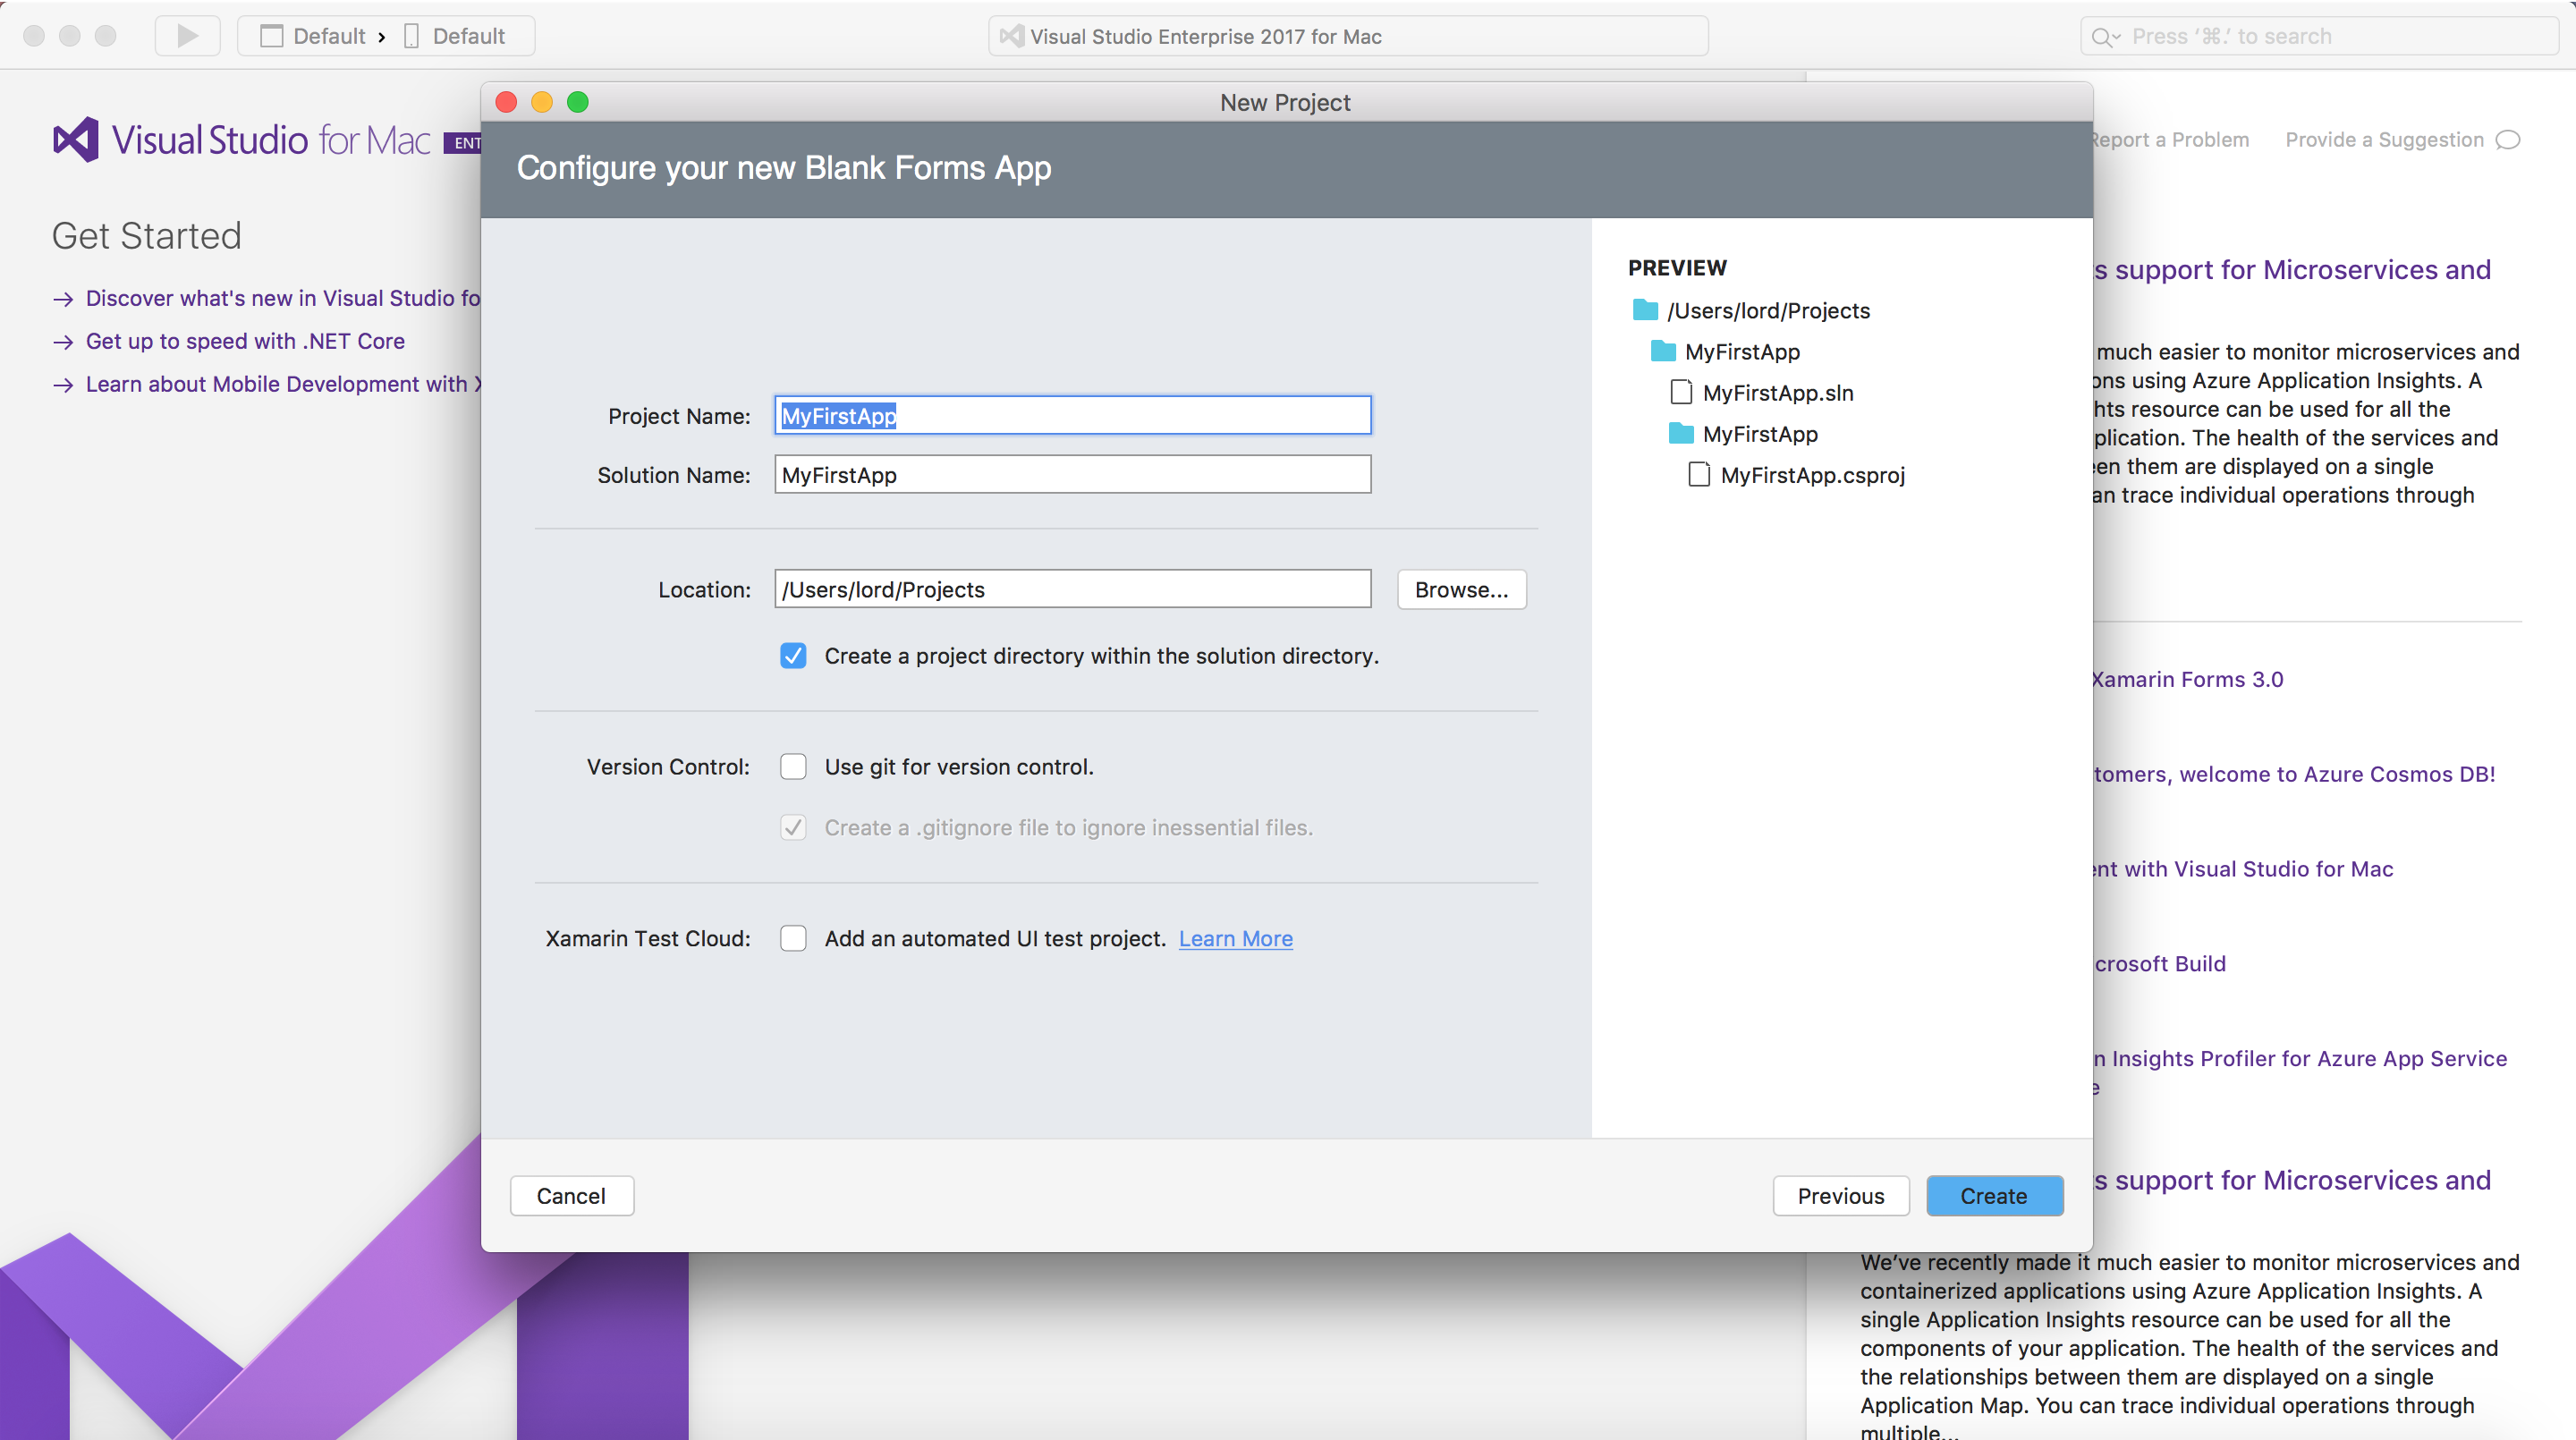 Default › Default
Visual Studio Enterprise 2017 for Mac
Press ‘⌘.’ to search
New Project
Visual Studio for Mac ENT
Configure your new Blank Forms App
Report a Problem Provide a Suggestion
Get Started
Discover what's new in Visual Studio fo
Get up to speed with .NET Core
Learn about Mobile Development with X
Project Name: MyFirstApp
Solution Name: MyFirstApp
Location: /Users/lord/Projects Browse...
Create a project directory within the solution directory.
Version Control: Use git for version control.
Create a .gitignore file to ignore inessential files.
Xamarin Test Cloud: Add an automated UI test project. Learn More
PREVIEW
/Users/lord/Projects
MyFirstApp
MyFirstApp.sln
MyFirstApp
MyFirstApp.csproj
Cancel Previous Create
s support for Microservices and
much easier to monitor microservices and
ons using Azure Application Insights. A
hts resource can be used for all the
plication. The health of the services and
en them are displayed on a single
an trace individual operations through
Xamarin Forms 3.0
tomers, welcome to Azure Cosmos DB!
ent with Visual Studio for Mac
crosoft Build
n Insights Profiler for Azure App Service
e
s support for Microservices and
We’ve recently made it much easier to monitor microservices and
containerized applications using Azure Application Insights. A
single Application Insights resource can be used for all the
components of your application. The health of the services and
the relationships between them are displayed on a single
Application Map. You can trace individual operations through
multiple...